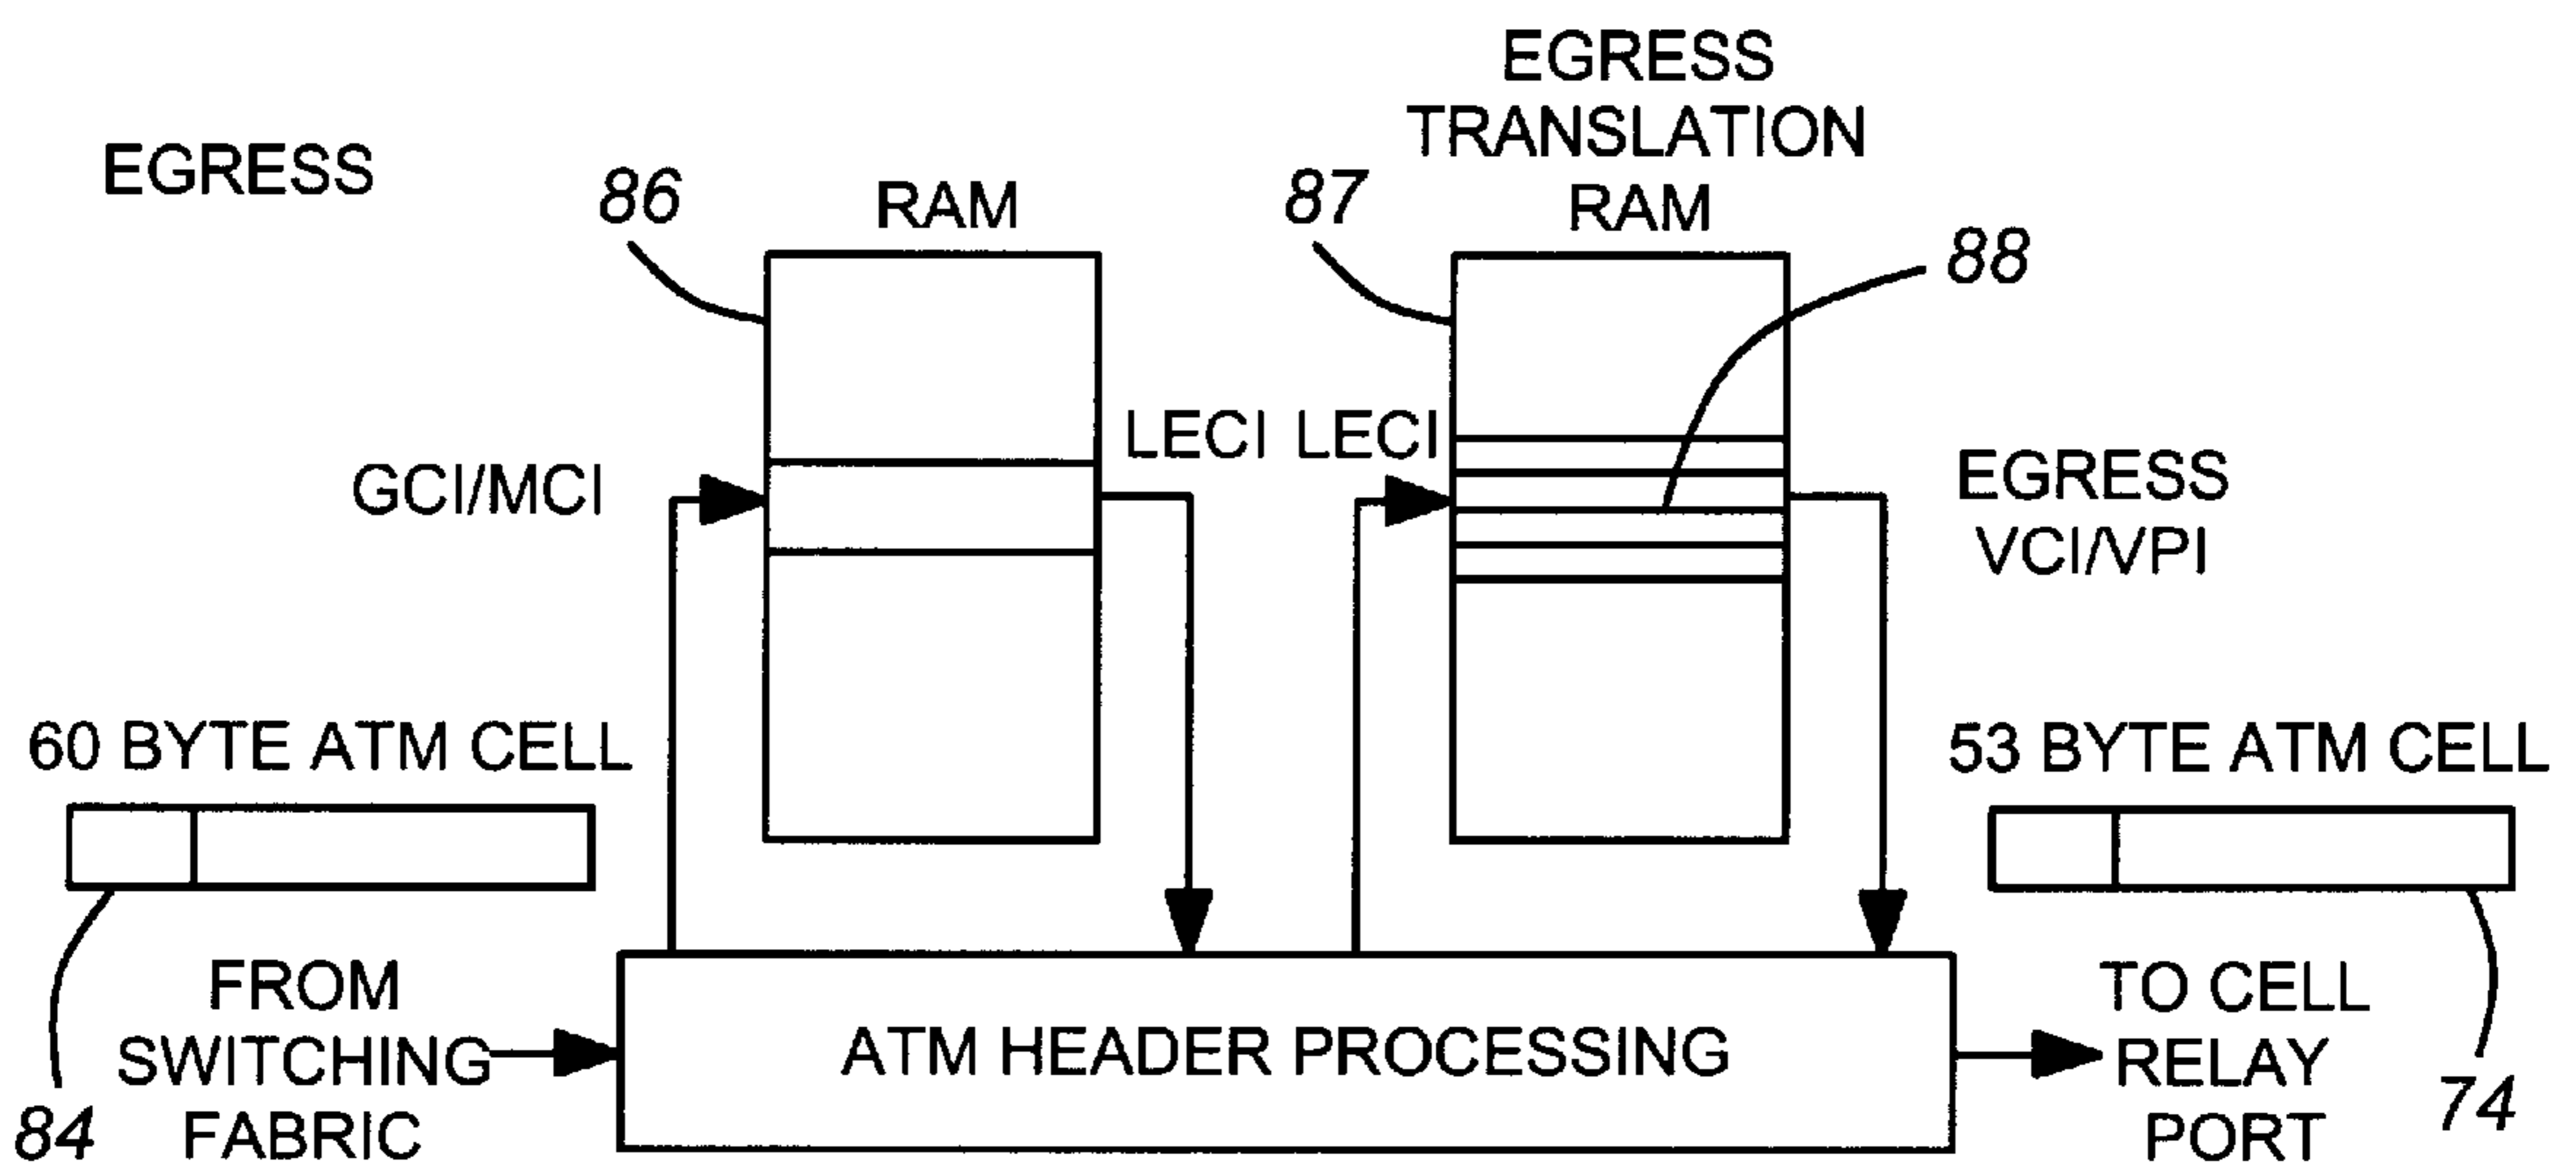 EGRESS
86
RAM
EGRESS
TRANSLATION
RAM
87
88
GCI/MCI
LECI
LECI
EGRESS
VCI/VPI
60 BYTE ATM CELL
53 BYTE ATM CELL
84
FROM
SWITCHING
FABRIC
ATM HEADER PROCESSING
TO CELL
RELAY
PORT
74